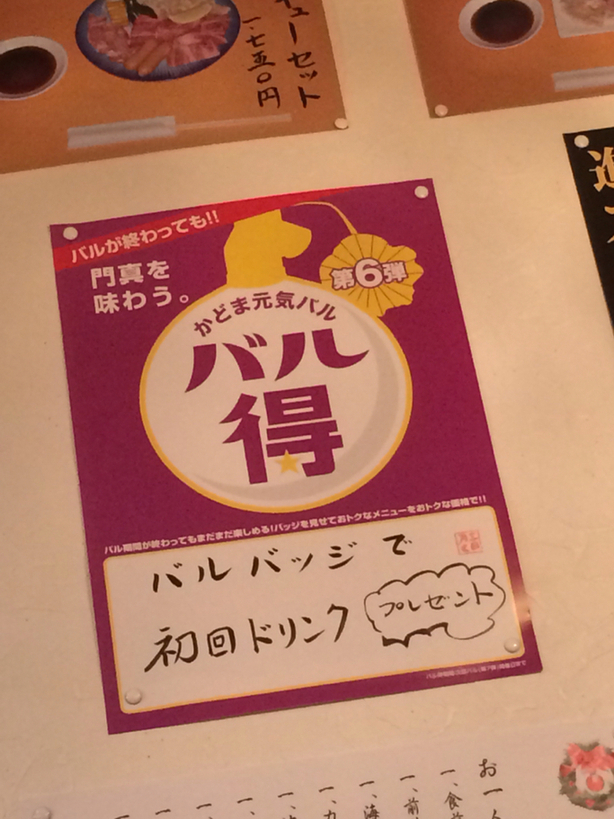 ューセット
一、七五〇円
バルが終わっても!!
門真を
味わう。
第6弾
かどま元気バル
バル
得
バル期間が終わってもまだまだ楽しめる!バッジを見せておトクなメニューをおトクな価格で!!
バルバッジで
初回ドリンク
プレゼント